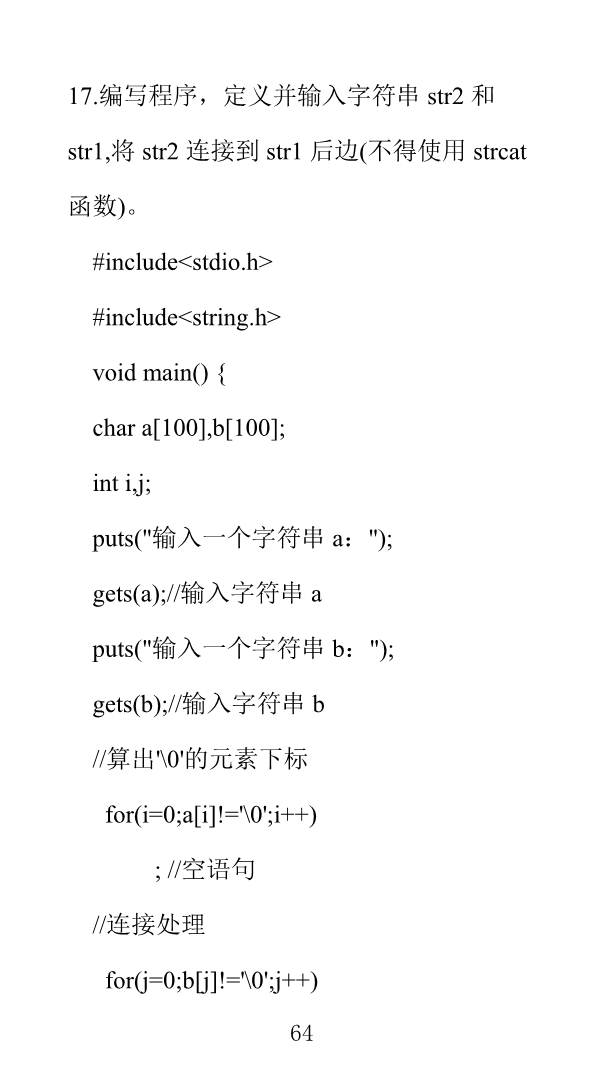 17.编写程序，定义并输入字符串 str2 和
str1,将 str2 连接到 str1 后边(不得使用 strcat
函数)。
#include<stdio.h>
#include<string.h>
void main() {
char a[100],b[100];
int i,j;
puts("输入一个字符串 a：");
gets(a);//输入字符串 a
puts("输入一个字符串 b：");
gets(b);//输入字符串 b
//算出'\0'的元素下标
for(i=0;a[i]!='\0';i++)
; //空语句
//连接处理
for(j=0;b[j]!='\0';j++)
64